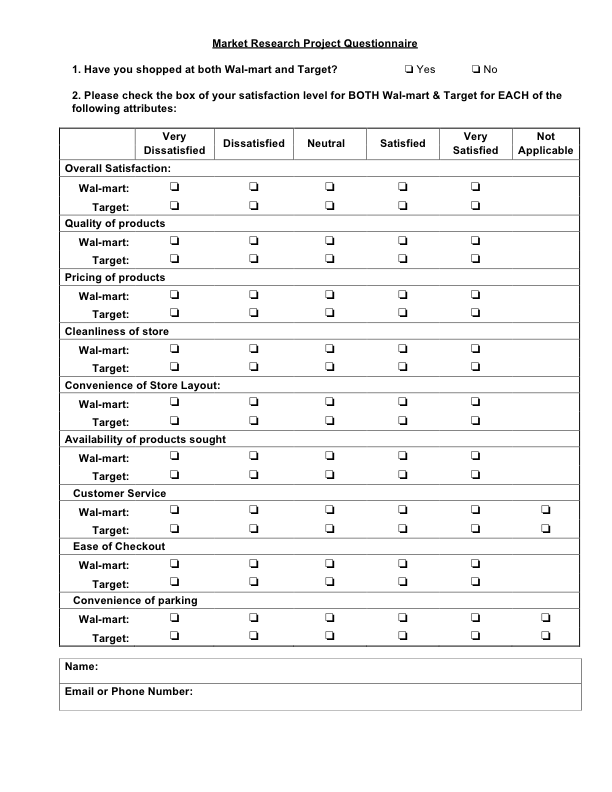 Market Research Project Questionnaire
1. Have you shopped at both Wal-mart and Target? ❏ Yes ❏ No
2. Please check the box of your satisfaction level for BOTH Wal-mart & Target for EACH of the
following attributes:
Very Dissatisfied Dissatisfied Neutral Satisfied Very Satisfied Not Applicable
Overall Satisfaction:
Wal-mart: ❏ ❏ ❏ ❏ ❏
Target: ❏ ❏ ❏ ❏ ❏
Quality of products
Wal-mart: ❏ ❏ ❏ ❏ ❏
Target: ❏ ❏ ❏ ❏ ❏
Pricing of products
Wal-mart: ❏ ❏ ❏ ❏ ❏
Target: ❏ ❏ ❏ ❏ ❏
Cleanliness of store
Wal-mart: ❏ ❏ ❏ ❏ ❏
Target: ❏ ❏ ❏ ❏ ❏
Convenience of Store Layout:
Wal-mart: ❏ ❏ ❏ ❏ ❏
Target: ❏ ❏ ❏ ❏ ❏
Availability of products sought
Wal-mart: ❏ ❏ ❏ ❏ ❏
Target: ❏ ❏ ❏ ❏ ❏
Customer Service
Wal-mart: ❏ ❏ ❏ ❏ ❏ ❏
Target: ❏ ❏ ❏ ❏ ❏ ❏
Ease of Checkout
Wal-mart: ❏ ❏ ❏ ❏ ❏
Target: ❏ ❏ ❏ ❏ ❏
Convenience of parking
Wal-mart: ❏ ❏ ❏ ❏ ❏ ❏
Target: ❏ ❏ ❏ ❏ ❏ ❏
Name:
Email or Phone Number: